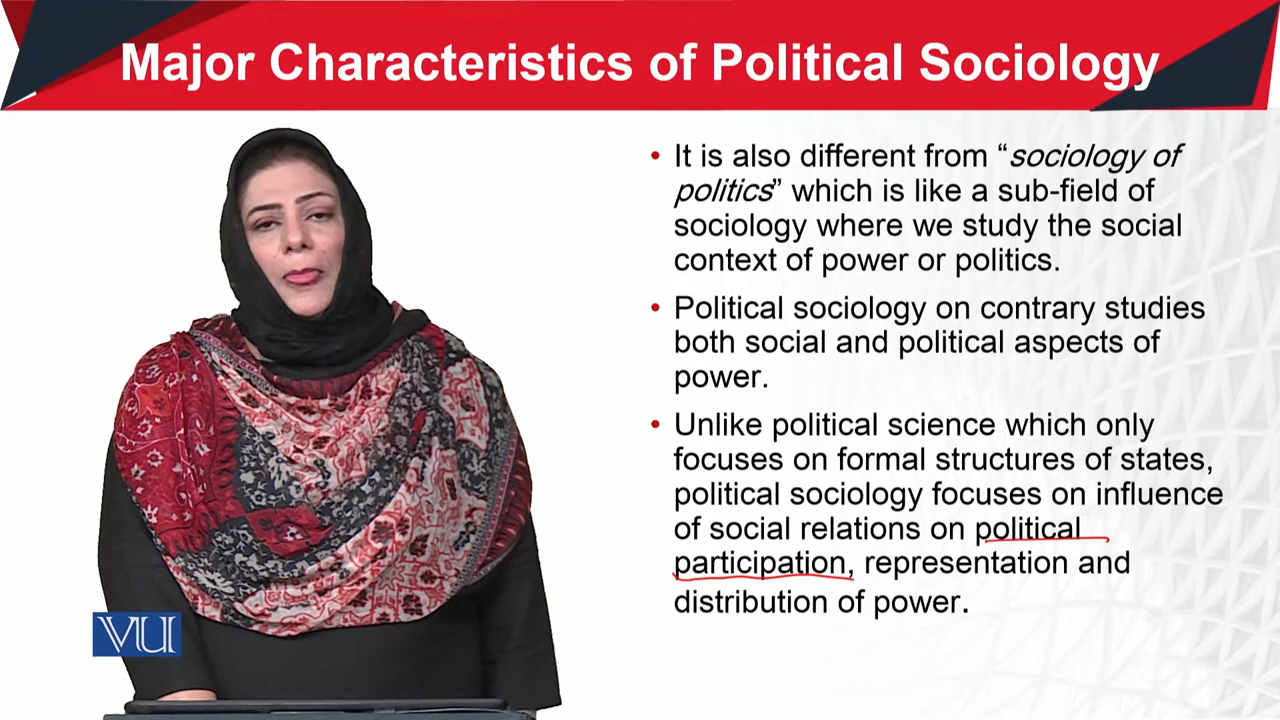 Major Characteristics of Political Sociology
• It is also different from “sociology of
politics” which is like a sub-field of
sociology where we study the social
context of power or politics.
• Political sociology on contrary studies
both social and political aspects of
power.
• Unlike political science which only
focuses on formal structures of states,
political sociology focuses on influence
of social relations on political
participation, representation and
distribution of power.
VU